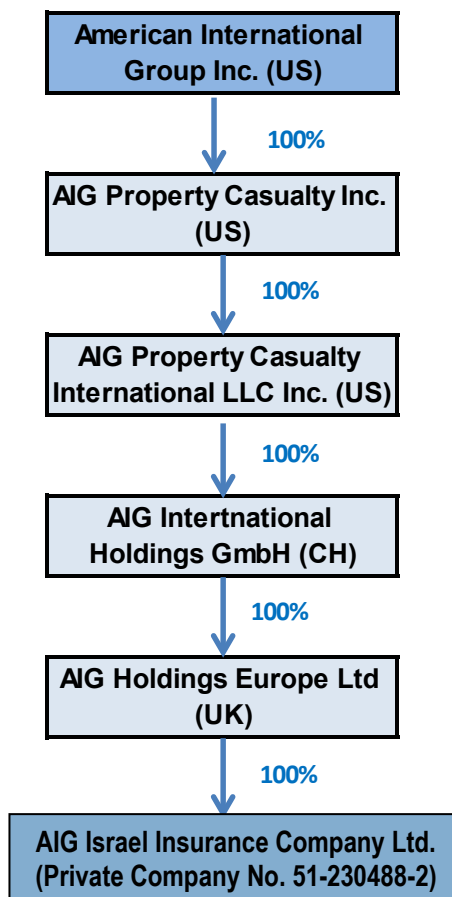 American International
Group Inc. (US)
100%
AIG Property Casualty Inc.
(US)
100%
AIG Property Casualty
International LLC Inc. (US)
100%
AIG Intertnational
Holdings GmbH (CH)
100%
AIG Holdings Europe Ltd
(UK)
100%
AIG Israel Insurance Company Ltd.
(Private Company No. 51-230488-2)